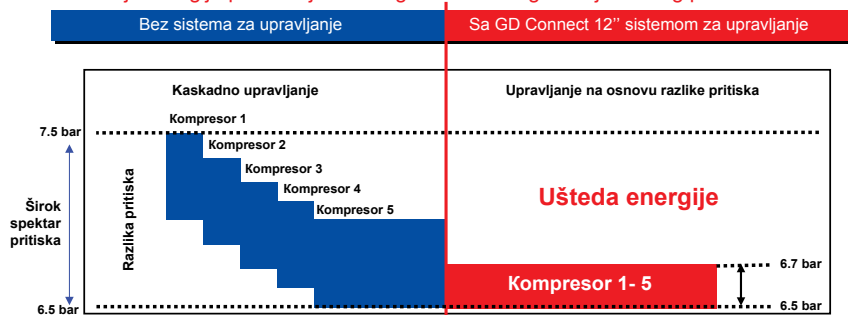 Bez sistema za upravljanje
Sa GD Connect 12’’ sistemom za upravljanje
Kaskadno upravljanje
Upravljanje na osnovu razlike pritiska
Kompresor 1
7.5 bar
Kompresor 2
Kompresor 3
Kompresor 4
Kompresor 5
Širok
spektar
pritiska
Razlika pritiska
Ušteda energije
6.7 bar
Kompresor 1- 5
6.5 bar
6.5 bar